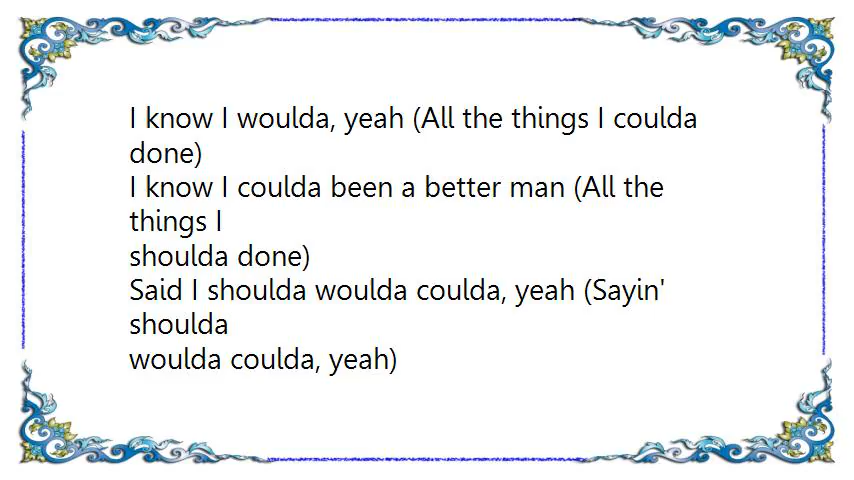 I know I woulda, yeah (All the things I coulda
done)
I know I coulda been a better man (All the
things I
shoulda done)
Said I shoulda woulda coulda, yeah (Sayin'
shoulda
woulda coulda, yeah)